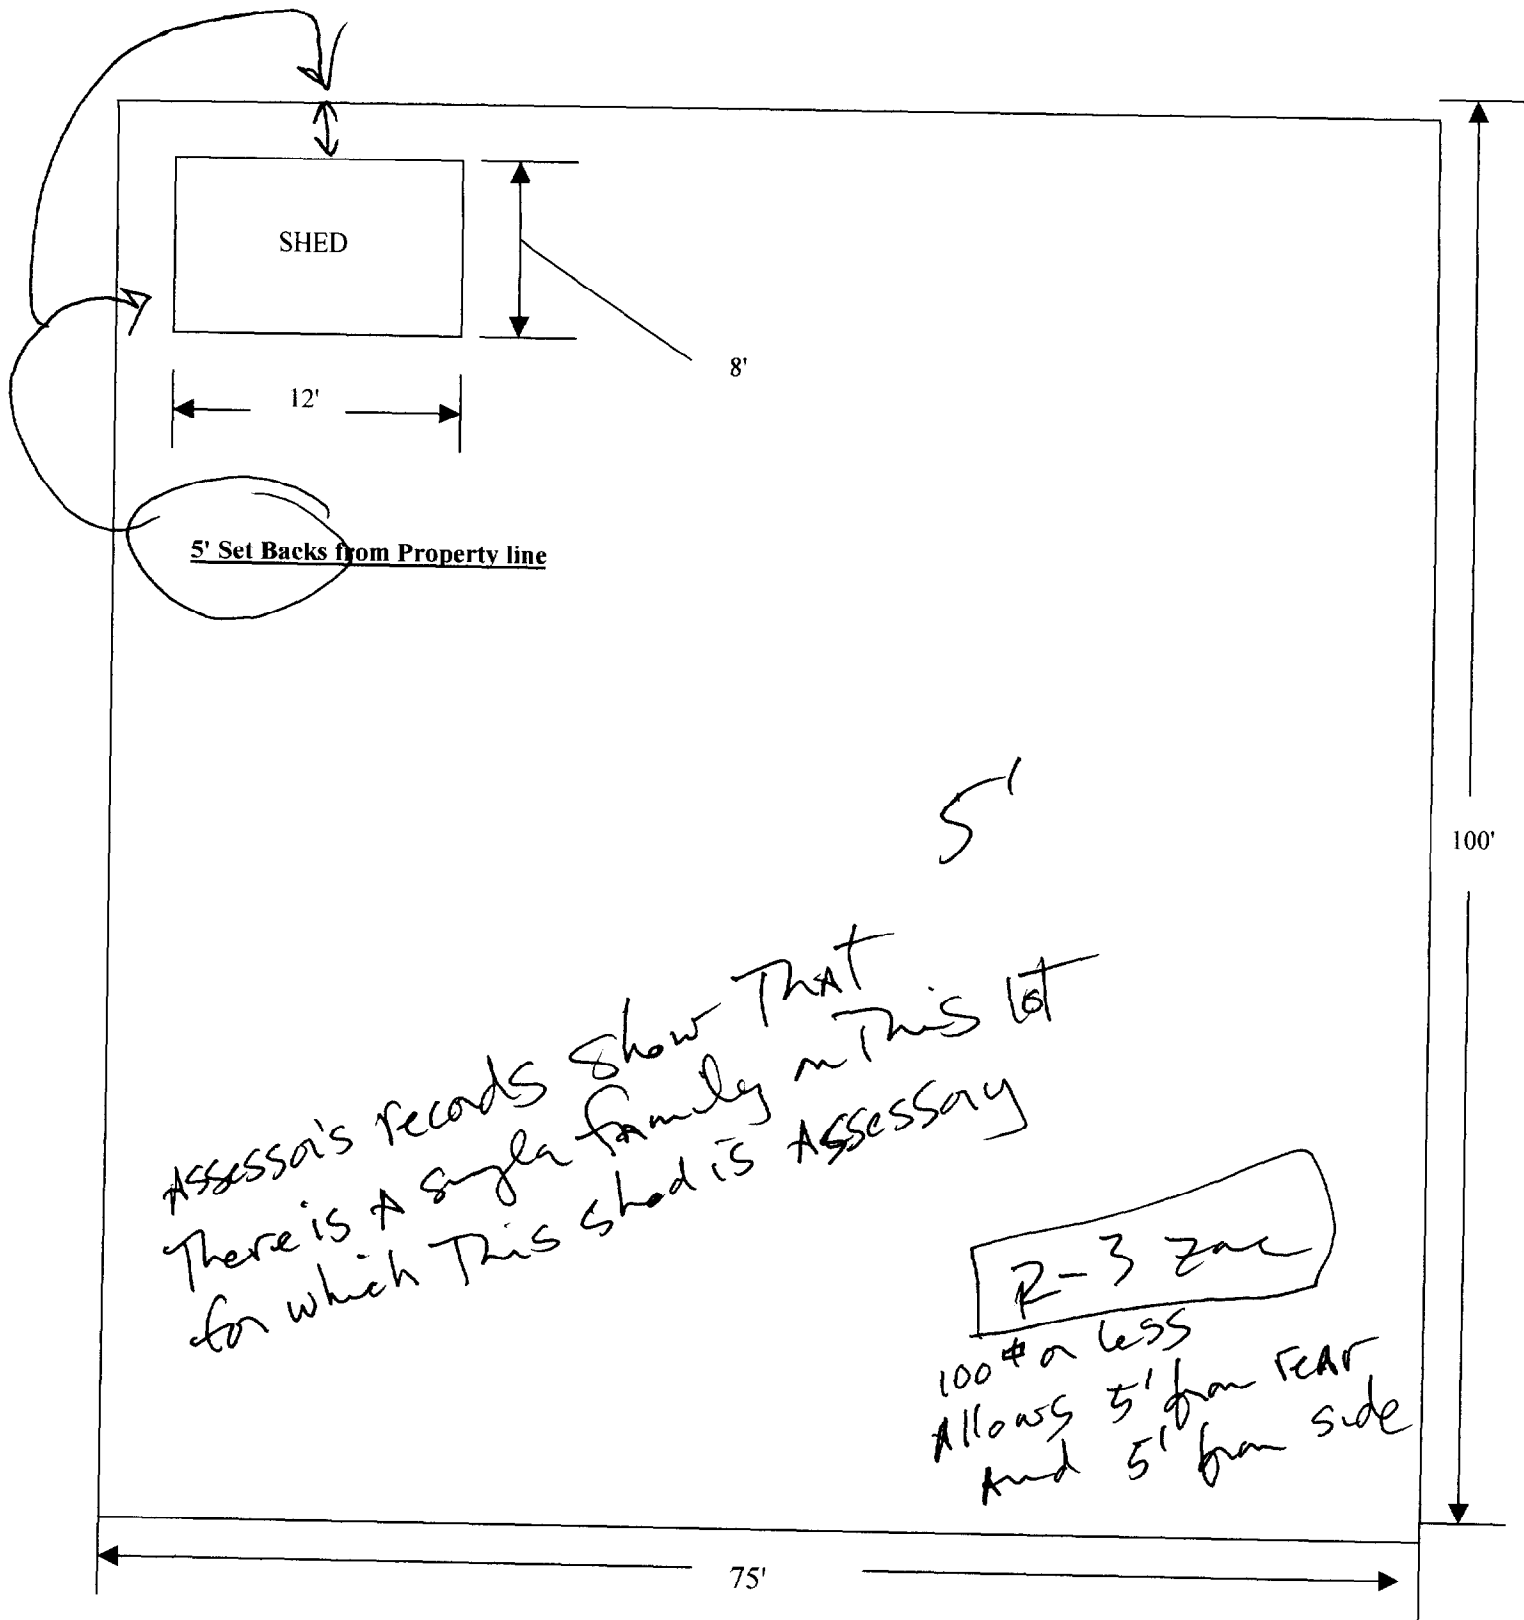 SHED
8'
12'
5' Set Backs from Property line
5'
100'
Assessor's records show That
There is A single family on This lot
for which This shed is Assessory
R-3 zone
100 # or less
Allows 5' from rear
And 5' from side
75'